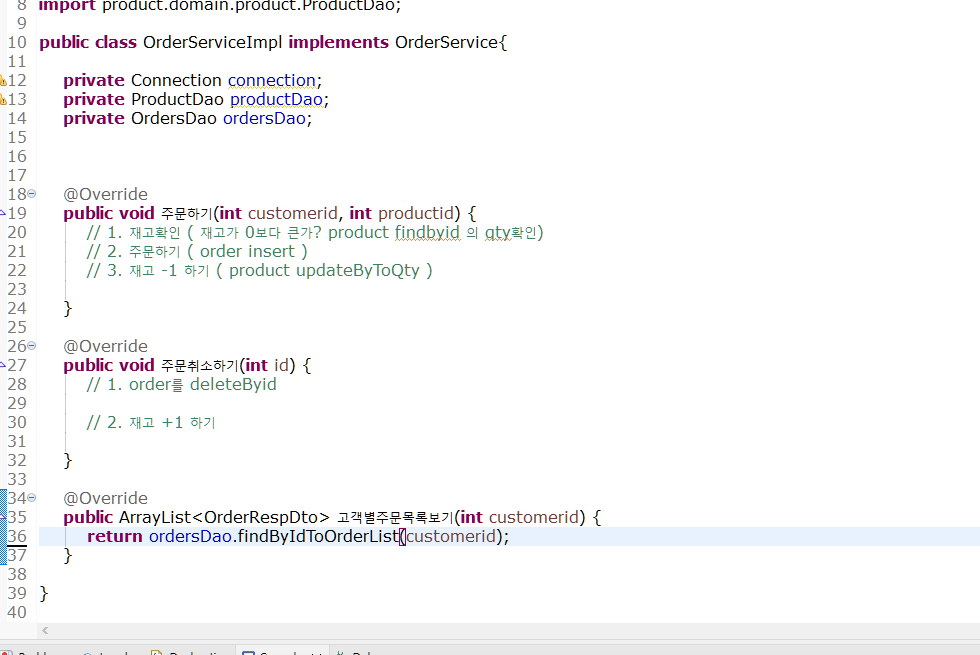 8 import product.domain.product.ProductDao;
9
10 public class OrderServiceImpl implements OrderService{
11
12 private Connection connection;
13 private ProductDao productDao;
14 private OrdersDao ordersDao;
15
16
17
18 @Override
19 public void 주문하기(int customerid, int productid) {
20 // 1. 재고확인 ( 재고가 0보다 큰가? product findbyid 의 qty확인)
21 // 2. 주문하기 ( order insert )
22 // 3. 재고 -1 하기 ( product updateByToQty )
23
24 }
25
26 @Override
27 public void 주문취소하기(int id) {
28 // 1. order를 deleteByid
29
30 // 2. 재고 +1 하기
31
32 }
33
34 @Override
35 public ArrayList<OrderRespDto> 고객별주문목록보기(int customerid) {
36 return ordersDao.findByIdToOrderList(customerid);
37 }
38
39 }
40